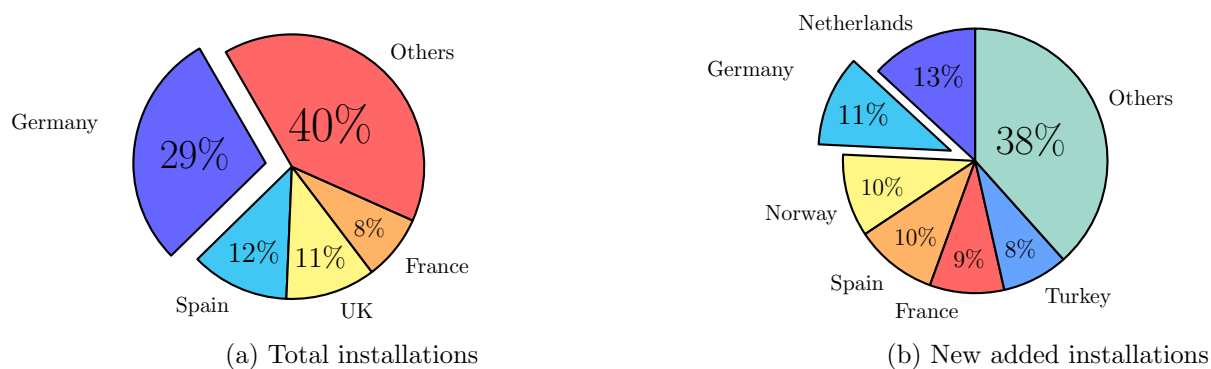 Others
40%
Germany
29%
12%
11%
8%
Spain
UK
France
(a) Total installations
Netherlands
Germany
13%
11%
Others
38%
10%
Norway
10%
9%
8%
Spain
France
Turkey
(b) New added installations